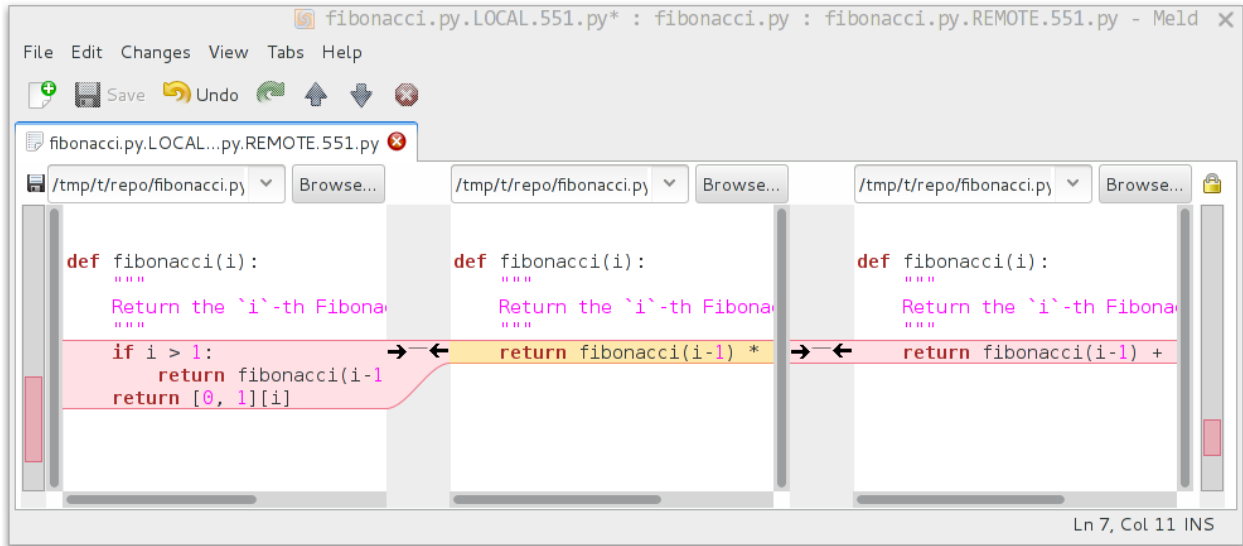 fibonacci.py.LOCAL.551.py* : fibonacci.py : fibonacci.py.REMOTE.551.py - Meld
File Edit Changes View Tabs Help
Save Undo
fibonacci.py.LOCAL...py.REMOTE.551.py
/tmp/t/repo/fibonacci.py Browse... /tmp/t/repo/fibonacci.py Browse... /tmp/t/repo/fibonacci.py Browse...
def fibonacci(i):
"""
Return the `i`-th Fibona
"""
if i > 1:
return fibonacci(i-1
return [0, 1][i]
def fibonacci(i):
"""
Return the `i`-th Fibona
"""
return fibonacci(i-1) *
def fibonacci(i):
"""
Return the `i`-th Fibona
"""
return fibonacci(i-1) +
Ln 7, Col 11 INS